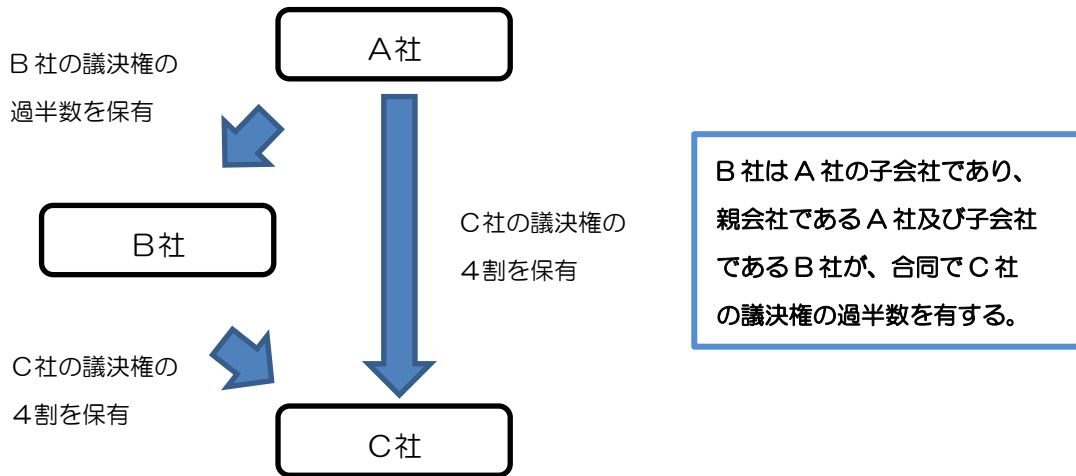 A社
B社の議決権の
過半数を保有
B社
C社の議決権の
４割を保有
C社の議決権の
４割を保有
C社
B社はA社の子会社であり、
親会社であるA社及び子会社
であるB社が、合同でC社
の議決権の過半数を有する。